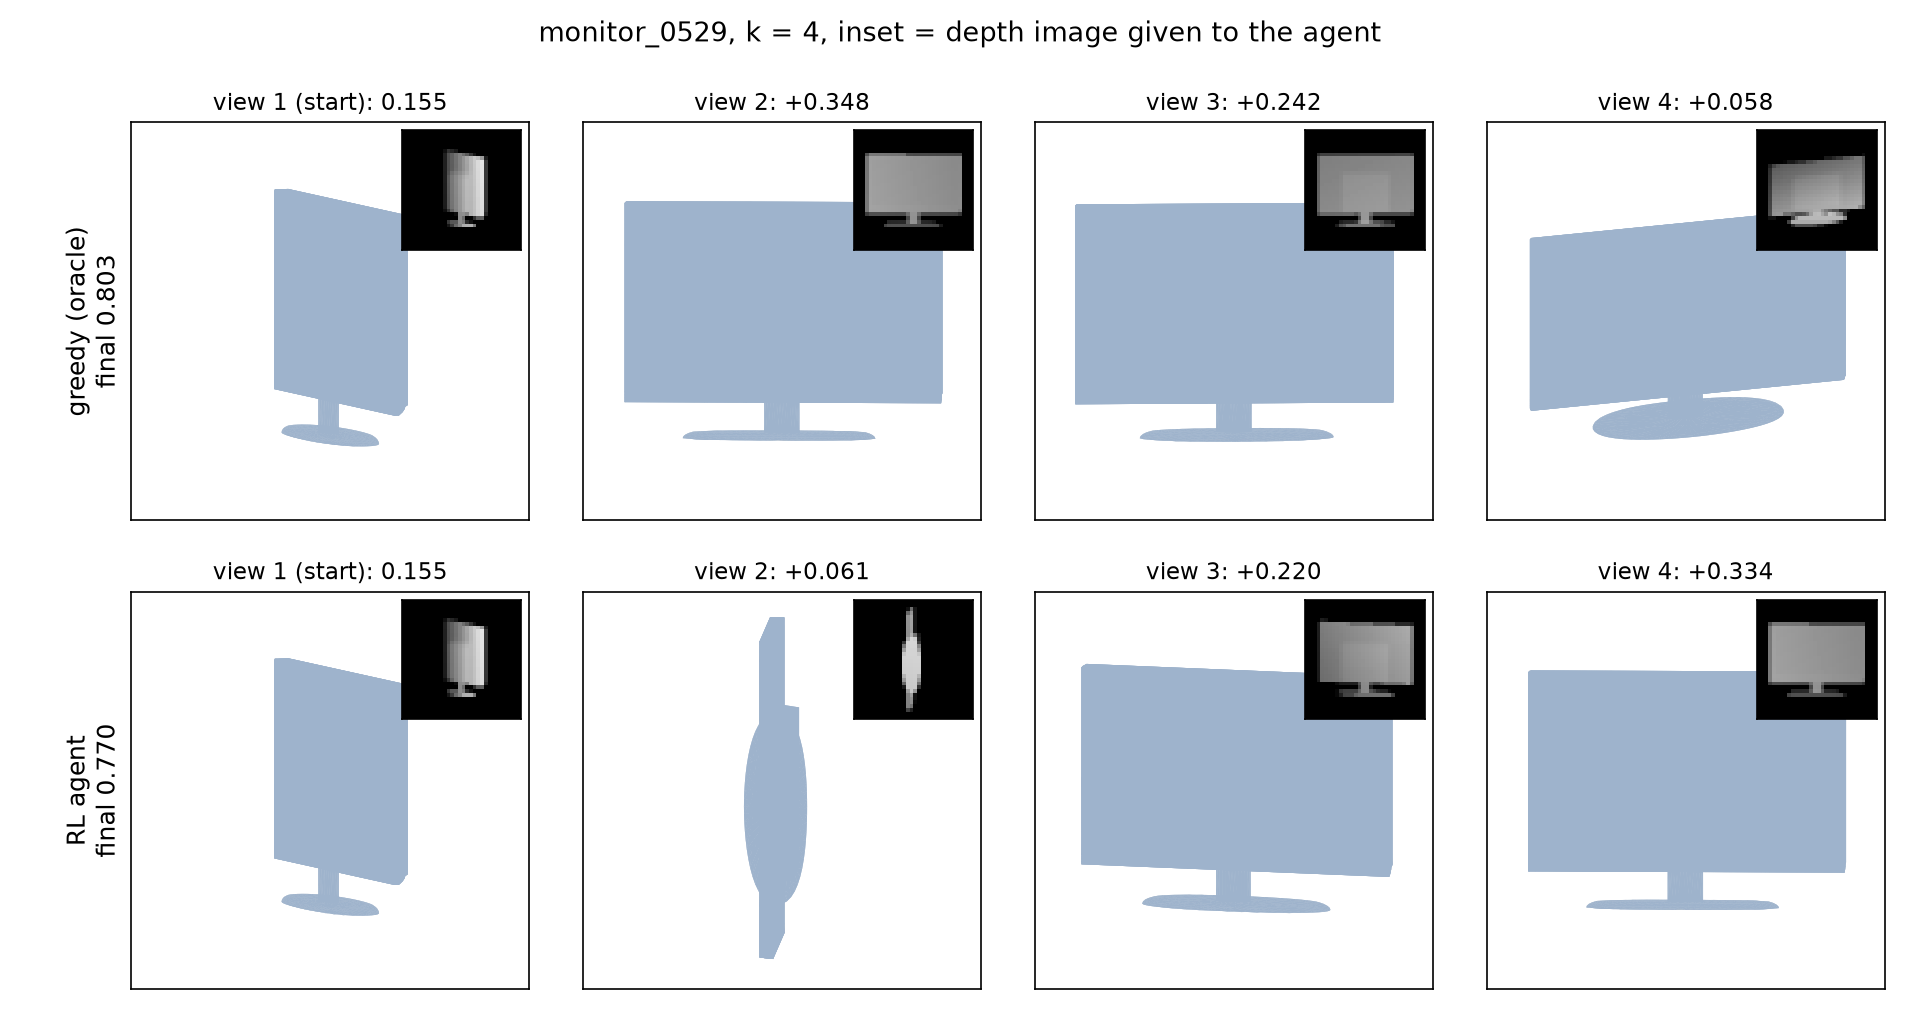 monitor_0529, k = 4, inset = depth image given to the agent
greedy (oracle)
final 0.803
view 1 (start): 0.155
view 2: +0.348
view 3: +0.242
view 4: +0.058
RL agent
final 0.770
view 1 (start): 0.155
view 2: +0.061
view 3: +0.220
view 4: +0.334